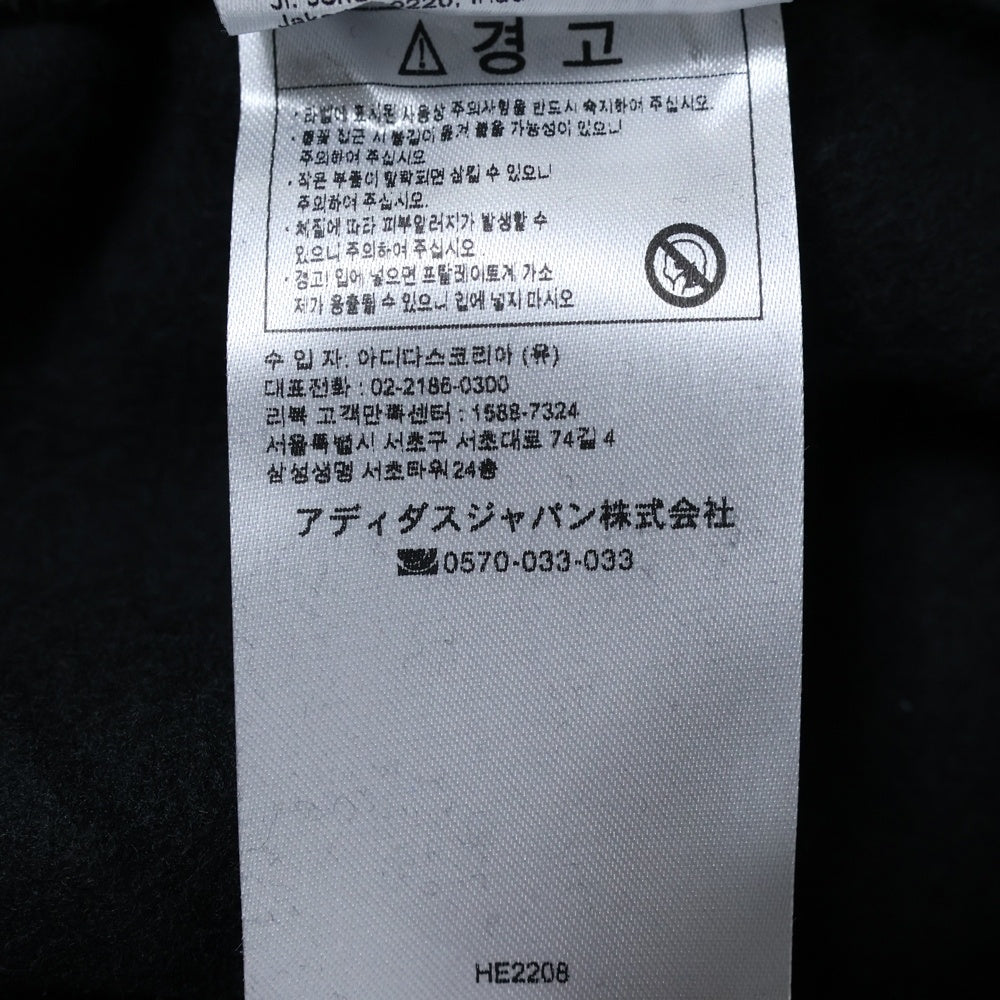 경 고
· 라벨에 표시된 사용상 주의사항을 반드시 숙지하여 주십시오.
· 불꽃 접근 시 불길이 옮겨 붙을 가능성이 있으니
주의하여 주십시오
· 작은 부품이 탈락되면 삼킬 수 있으니
주의하여 주십시오.
· 체질에 따라 피부알러지가 발생할 수
있으니 주의하여 주십시오
· 경고! 입에 넣으면 프탈레이트계 가소
제가 용출될 수 있으니 입에 넣지 마시오
수 입 자: 아디다스코리아 (유)
대표전화 : 02-2186-0300
리복 고객만족센터 : 1588-7324
서울특별시 서초구 서초대로 74길 4
삼성생명 서초타워 24층
アディダスジャパン株式会社
0570-033-033
HE2208